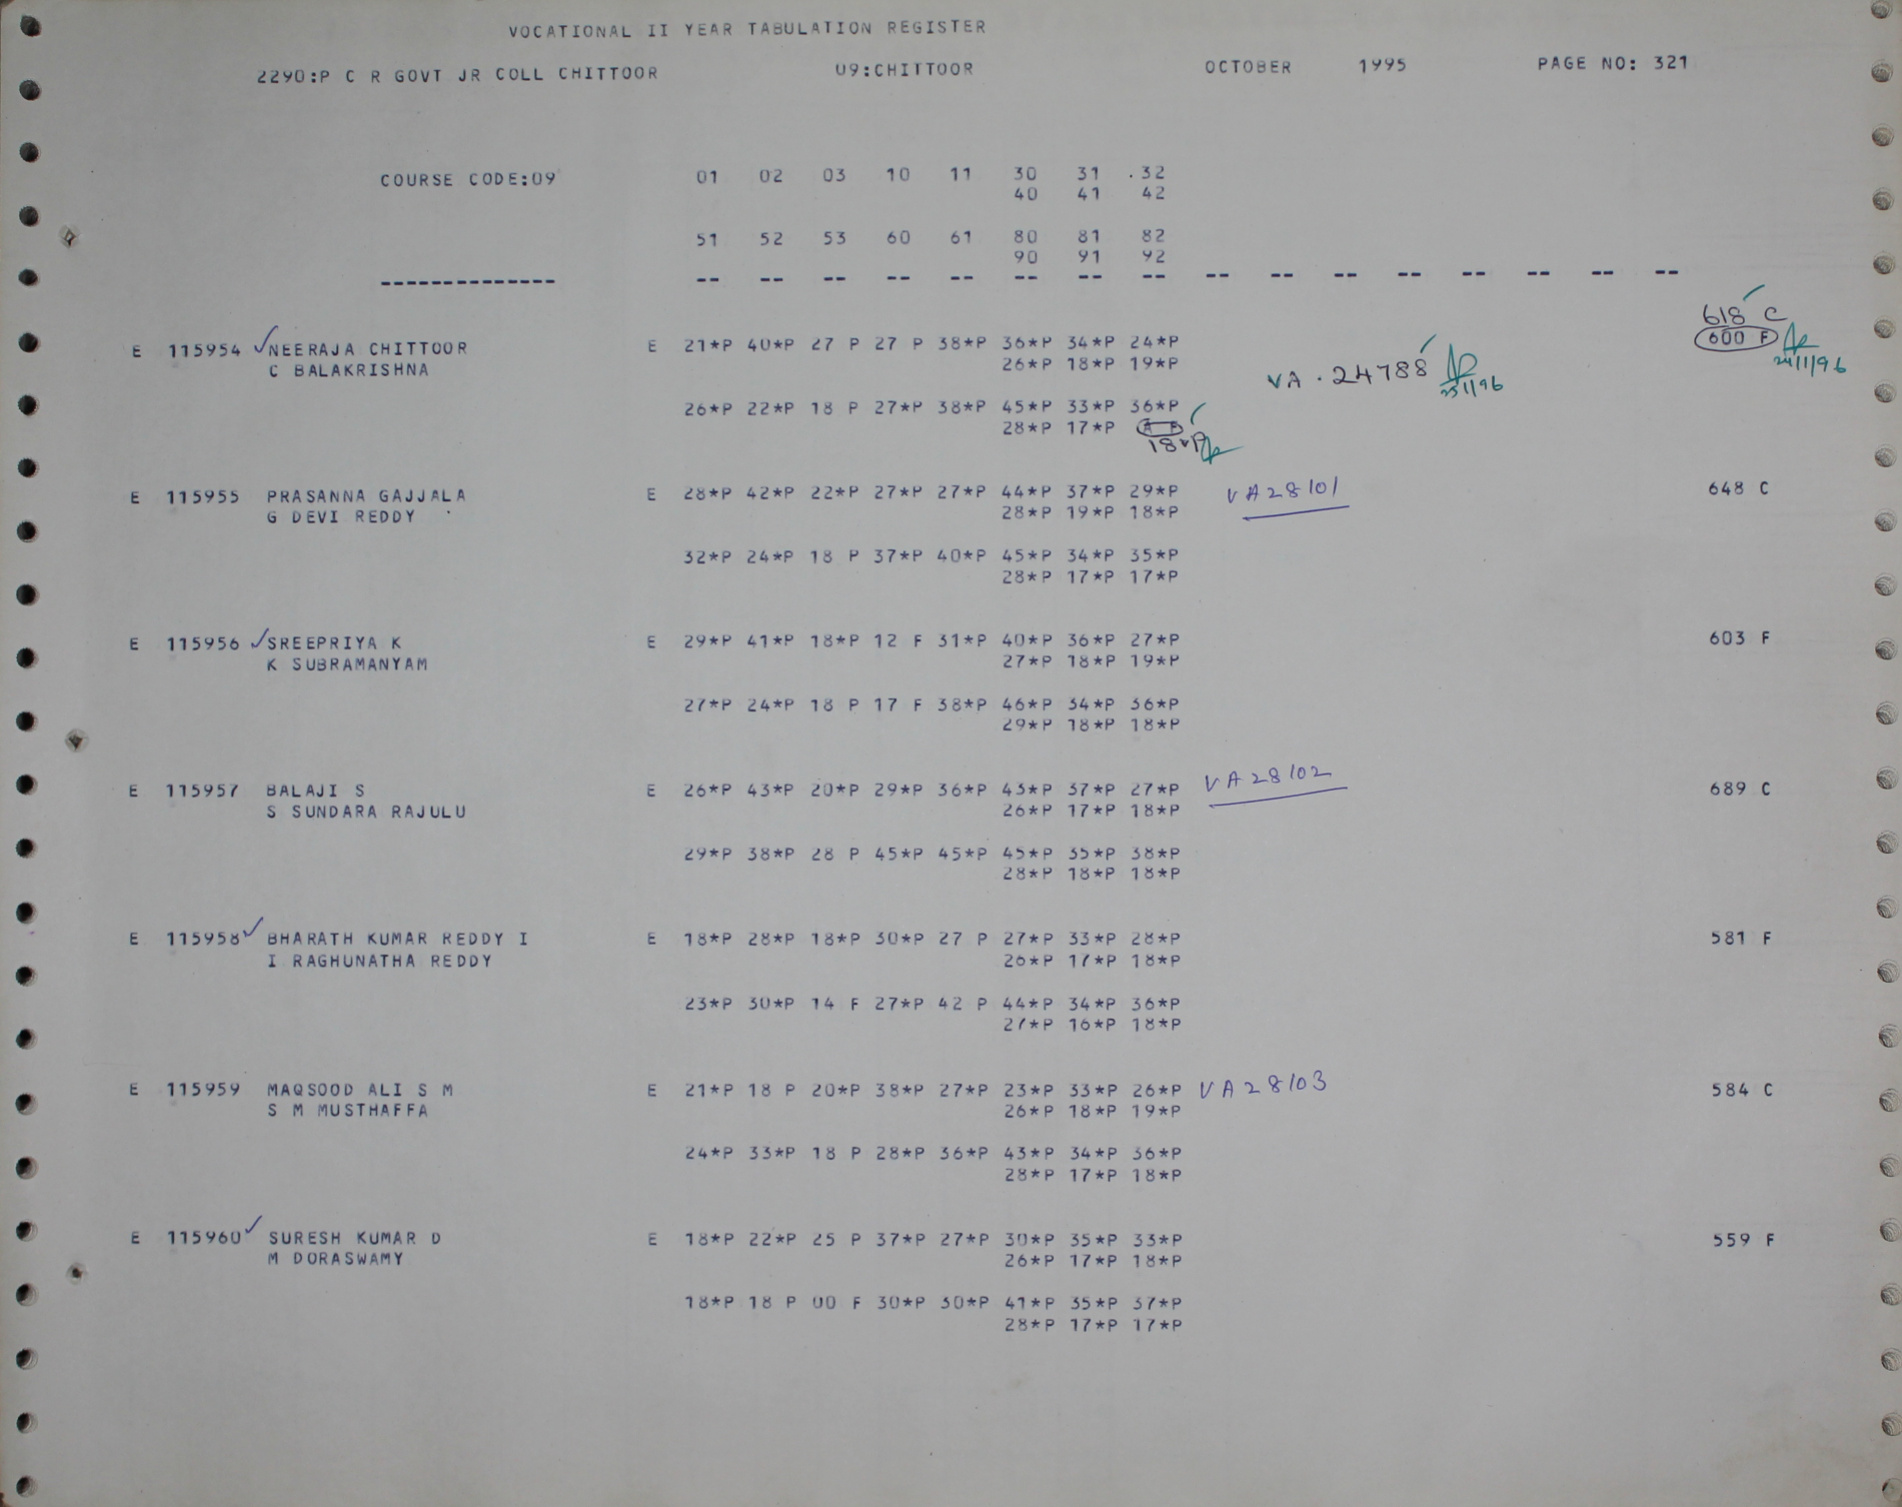 VOCATIONAL II YEAR TABULATION REGISTER
2290:P C R GOVT JR COLL CHITTOOR 09:CHITTOOR OCTOBER 1995 PAGE NO: 321
COURSE CODE:09 01 02 03 10 11 30 31 .32
40 41 42
51 52 53 60 61 80 81 82
90 91 92
-------------- -- -- -- -- -- -- -- -- -- -- -- -- -- -- -- --
618 C
E 115954 ✓NEERAJA CHITTOOR E 21*P 40*P 27 P 27 P 38*P 36*P 34*P 24*P 600 F
C BALAKRISHNA 26*P 18*P 19*P VA. 24788 24/1/96
25/1/96
26*P 22*P 18 P 27*P 38*P 45*P 33*P 36*P
28*P 17*P A F
18*P
E 115955 PRASANNA GAJJALA E 28*P 42*P 22*P 27*P 27*P 44*P 37*P 29*P VA28101 648 C
G DEVI REDDY 28*P 19*P 18*P
32*P 24*P 18 P 37*P 40*P 45*P 34*P 35*P
28*P 17*P 17*P
E 115956 ✓SREEPRIYA K E 29*P 41*P 18*P 12 F 31*P 40*P 36*P 27*P 603 F
K SUBRAMANYAM 27*P 18*P 19*P
27*P 24*P 18 P 17 F 38*P 46*P 34*P 36*P
29*P 18*P 18*P
E 115957 BALAJI S E 26*P 43*P 20*P 29*P 36*P 43*P 37*P 27*P VA28102 689 C
S SUNDARA RAJULU 26*P 17*P 18*P
29*P 38*P 28 P 45*P 45*P 45*P 35*P 38*P
28*P 18*P 18*P
E 115958✓ BHARATH KUMAR REDDY I E 18*P 28*P 18*P 30*P 27 P 27*P 33*P 28*P 581 F
I RAGHUNATHA REDDY 26*P 17*P 18*P
23*P 30*P 14 F 27*P 42 P 44*P 34*P 36*P
27*P 16*P 18*P
E 115959 MAQSOOD ALI S M E 21*P 18 P 20*P 38*P 27*P 23*P 33*P 26*P VA28103 584 C
S M MUSTHAFFA 26*P 18*P 19*P
24*P 33*P 18 P 28*P 36*P 43*P 34*P 36*P
28*P 17*P 18*P
E 115960✓ SURESH KUMAR D E 18*P 22*P 25 P 37*P 27*P 30*P 35*P 33*P 559 F
M DORASWAMY 26*P 17*P 18*P
18*P 18 P 00 F 30*P 30*P 41*P 35*P 37*P
28*P 17*P 17*P